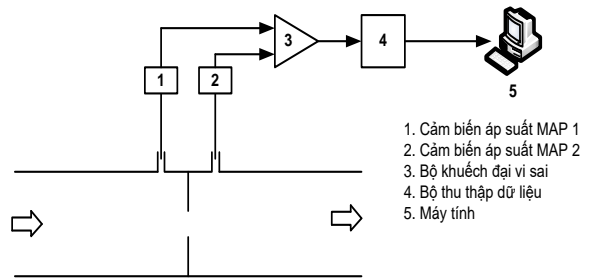 3
4
1
2
5
1. Cảm biến áp suất MAP 1
2. Cảm biến áp suất MAP 2
3. Bộ khuếch đại vi sai
4. Bộ thu thập dữ liệu
5. Máy tính